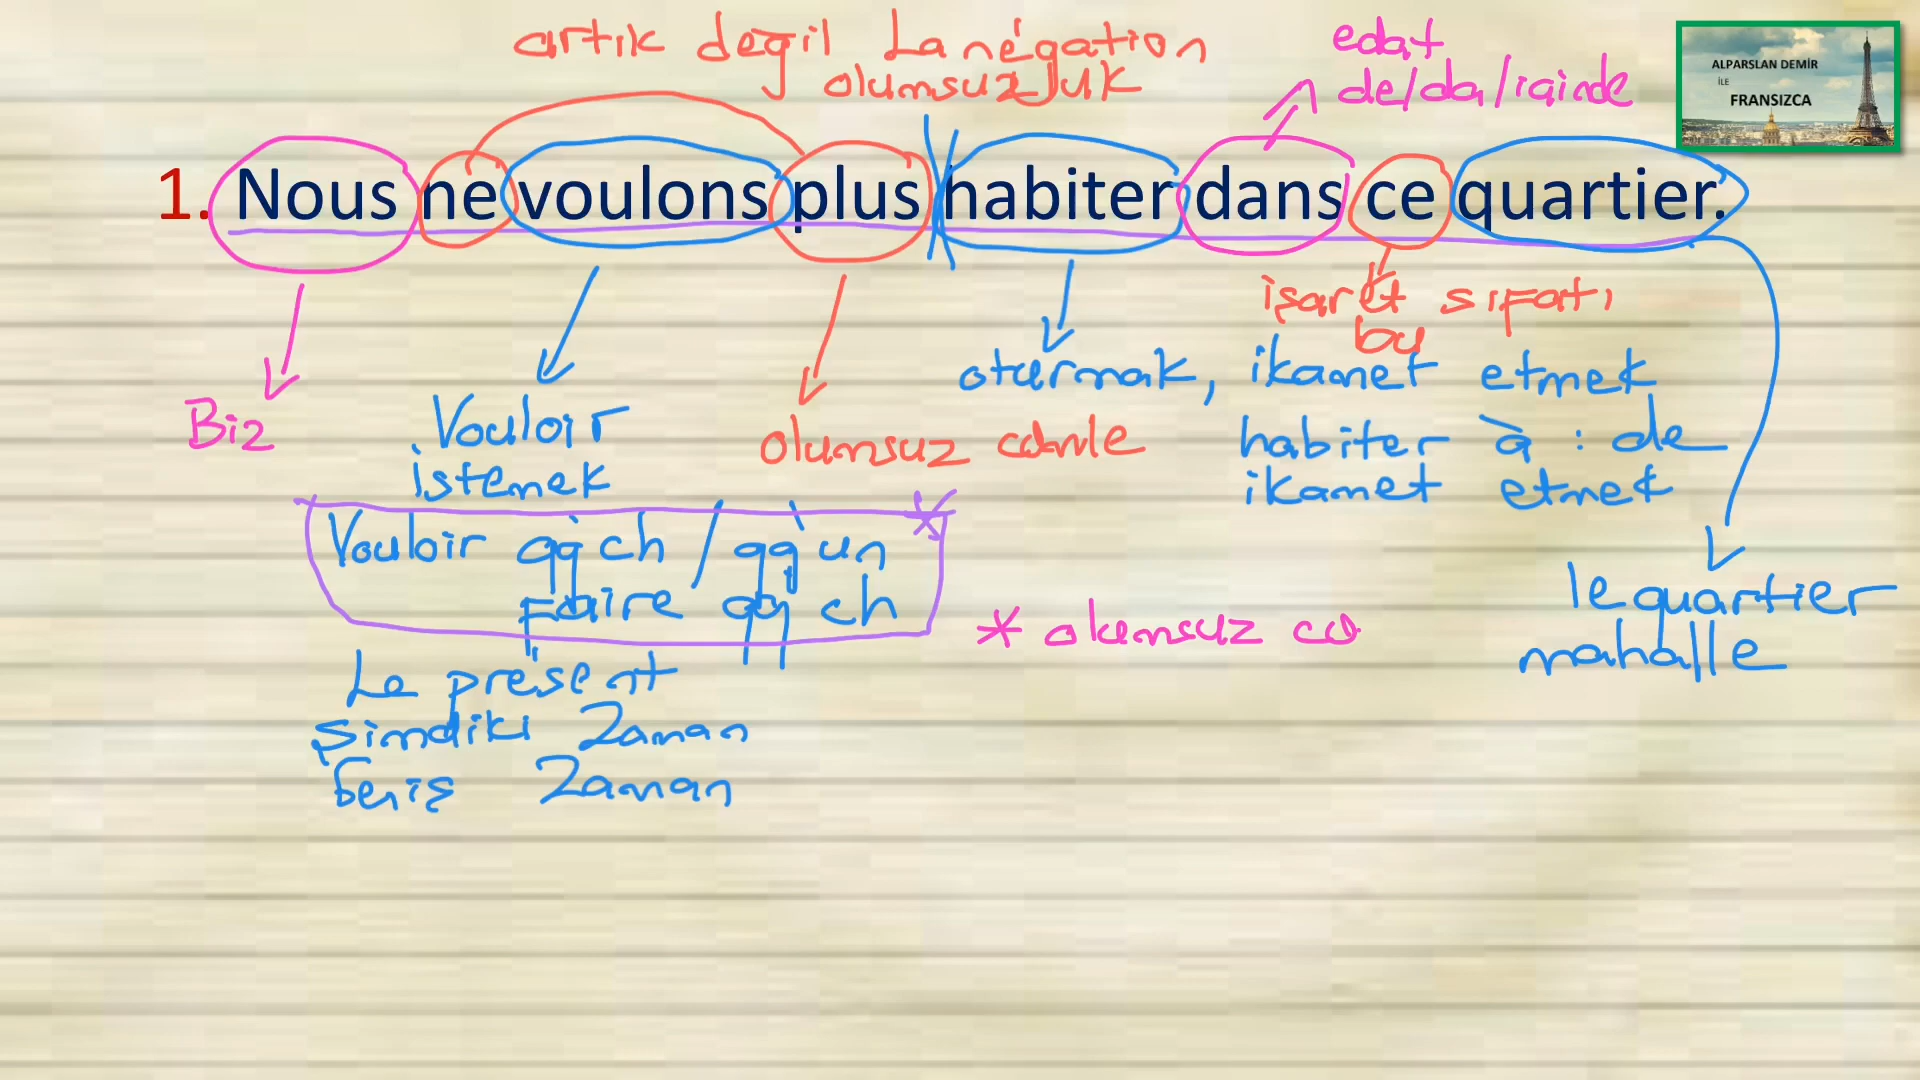 artık değil La négation
olumsuzluk
edat
de/da/içinde
ALPARSLAN DEMİR
İLE
FRANSIZCA
1. Nous ne voulons plus habiter dans ce quartier.
işaret sıfatı
bu
Biz
Vouloir
istemek
olumsuz cümle
oturmak, ikamet etmek
habiter à : de
ikamet etmek
Vouloir qq ch / qq un
Faire qq ch
* olumsuz cü
le quartier
mahalle
Le présent
Şimdiki Zaman
Geniş Zaman